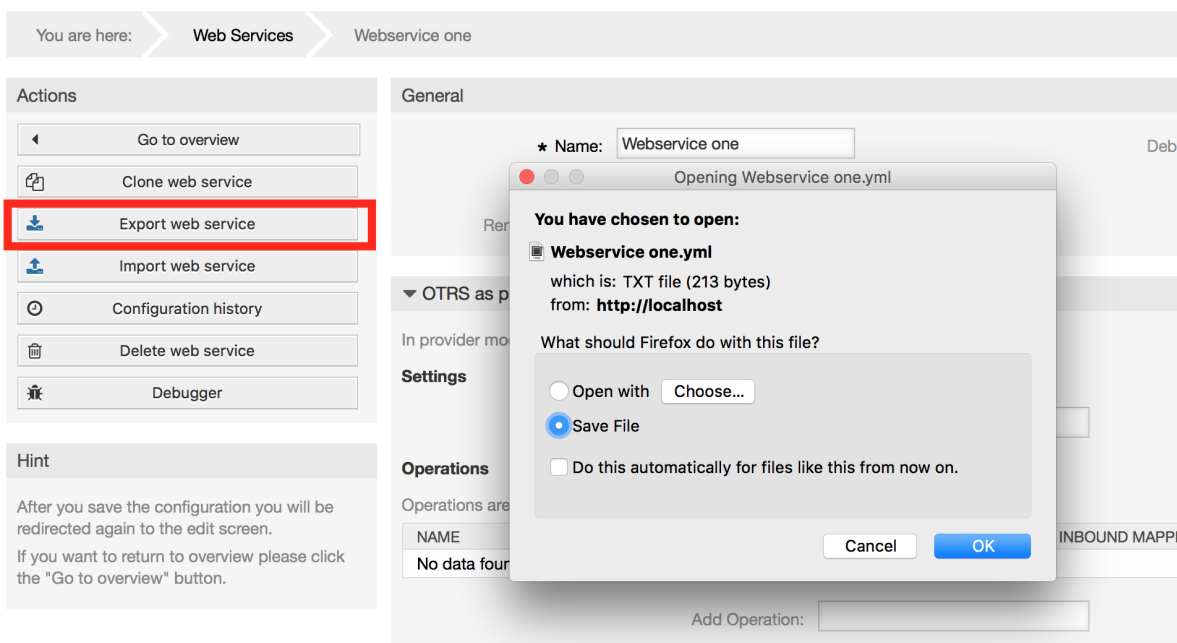 You are here:
Web Services
Webservice one
Actions
Go to overview
Clone web service
Export web service
Import web service
Configuration history
Delete web service
Debugger
Hint
After you save the configuration you will be
redirected again to the edit screen.
If you want to return to overview please click
the "Go to overview" button.
General
* Name: Webservice one
Deb
Rer
OTRS as p
In provider mo
Settings
Operations
Operations are
NAME
INBOUND MAPPI
No data four
Add Operation:
Opening Webservice one.yml
You have chosen to open:
Webservice one.yml
which is: TXT file (213 bytes)
from: http://localhost
What should Firefox do with this file?
Open with Choose...
Save File
Do this automatically for files like this from now on.
Cancel
OK